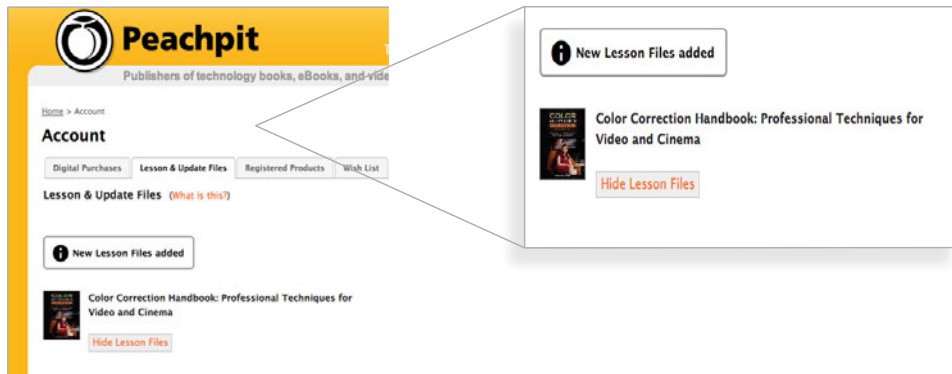 Peachpit
T
Publishers of technology books, eBooks, and vide
Home > Account
Account
Digital Purchases
Lesson & Update Files
Registered Products
Wish List
Lesson & Update Files (What is this?)
New Lesson Files added
Color Correction Handbook: Professional Techniques for
Video and Cinema
Hide Lesson Files
New Lesson Files added
COLOR
Color Correction Handbook: Professional Techniques for
Video and Cinema
Hide Lesson Files